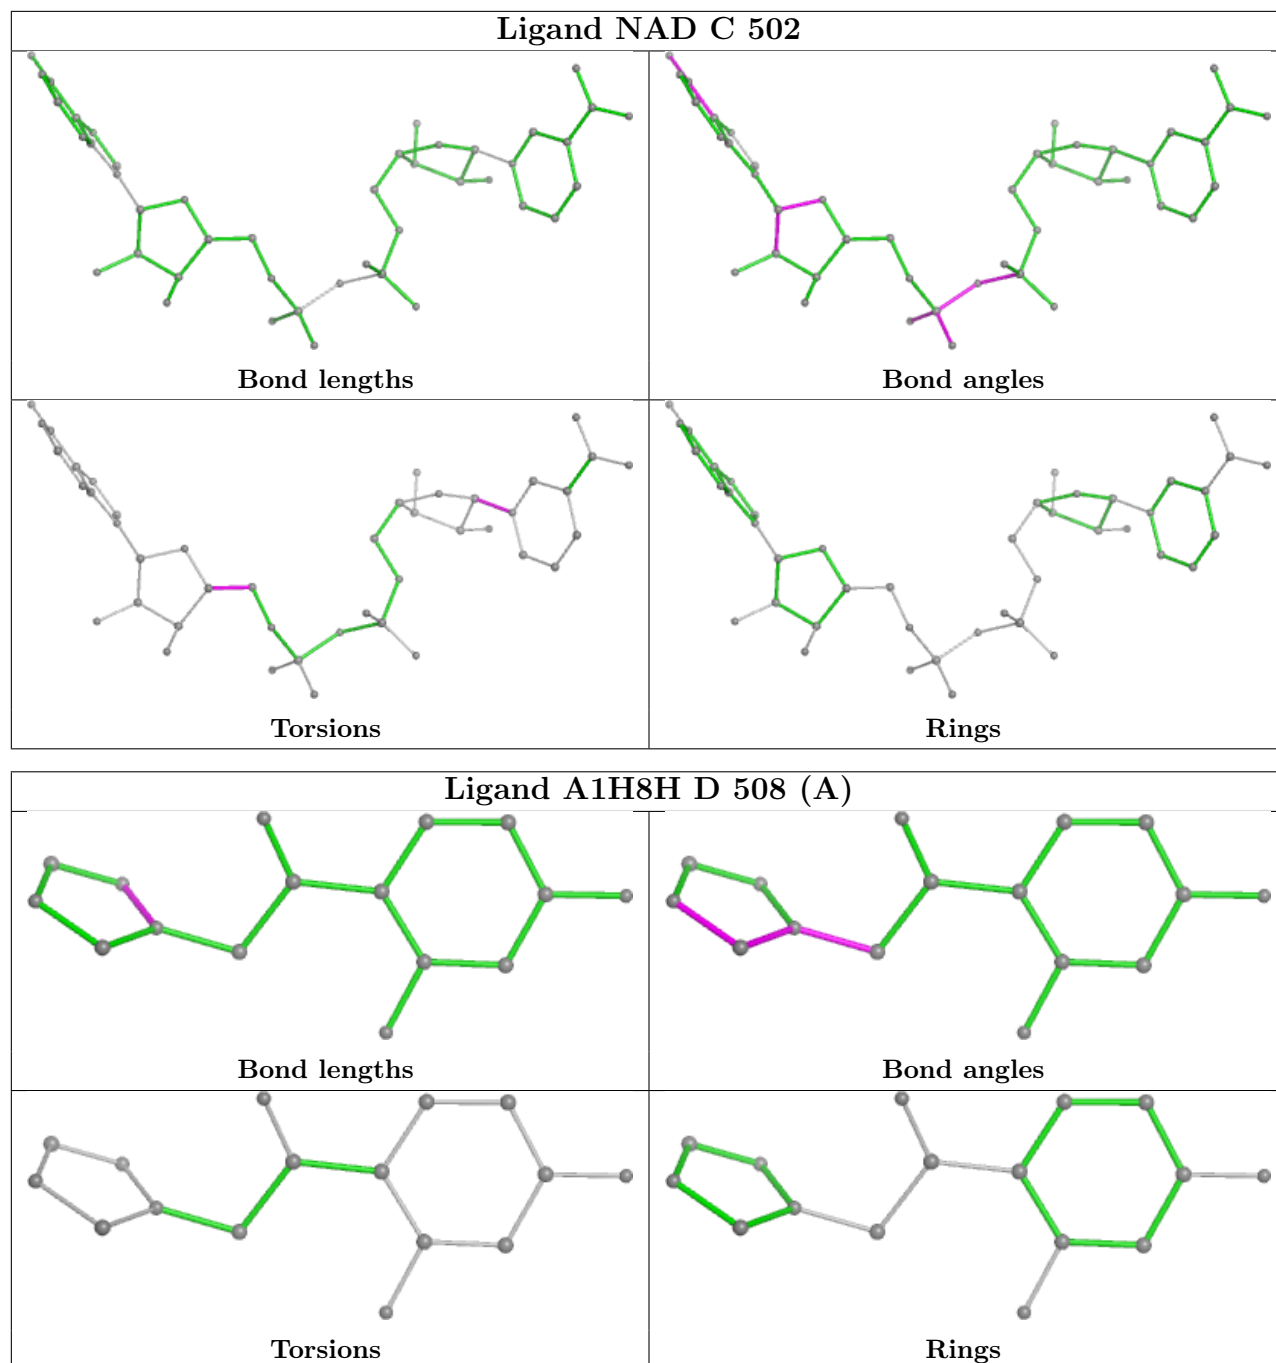 Ligand NAD C 502
Bond lengths
Bond angles
Torsions
Rings
Ligand A1H8H D 508 (A)
Bond lengths
Bond angles
Torsions
Rings